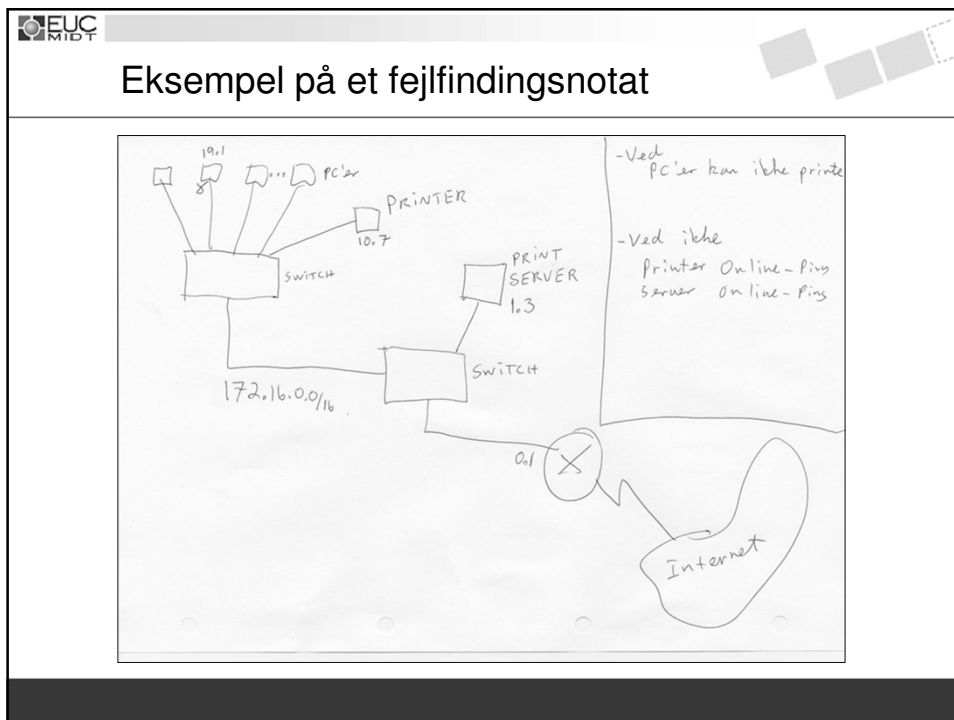 EUC
MIDT
Eksempel på et fejlfindingsnotat
19.1
PC'er
PRINTER
10.7
SWITCH
PRINT
SERVER
1.3
SWITCH
172.16.0.0/16
0.1
Internet
-Ved
PC'er kan ikke printe
-Ved ikke
Printer Online-Ping
Server Online-Ping